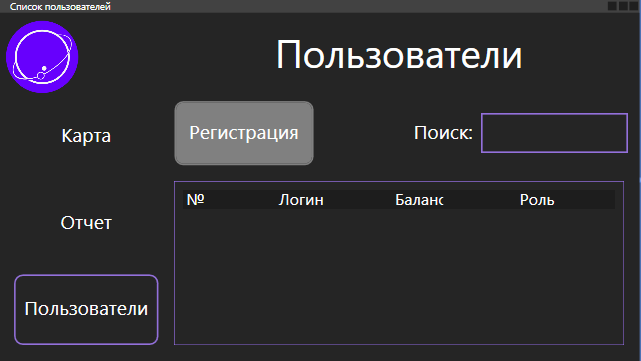 Список пользователей
Пользователи
Карта
Регистрация
Поиск:
№ Логин Баланс Роль
Отчет
Пользователи